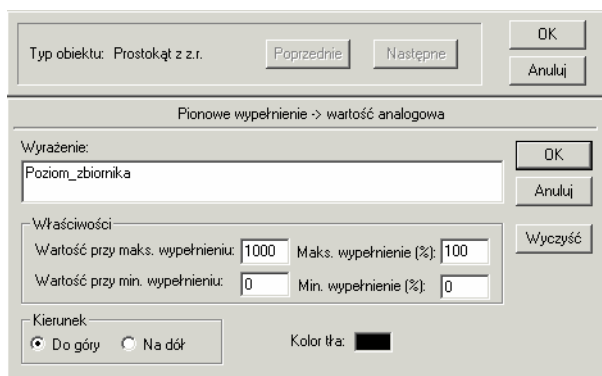 Typ obiektu: Prostokąt z z.r.
Poprzednie
Następne
OK
Anuluj
Pionowe wypełnienie -> wartość analogowa
Wyrażenie:
Poziom_zbiornika
OK
Anuluj
Wyczyść
Właściwości
Wartość przy maks. wypełnieniu: 1000 Maks. wypełnienie (%): 100
Wartość przy min. wypełnieniu: 0 Min. wypełnienie (%): 0
Kierunek
Do góry Na dół
Kolor tła: